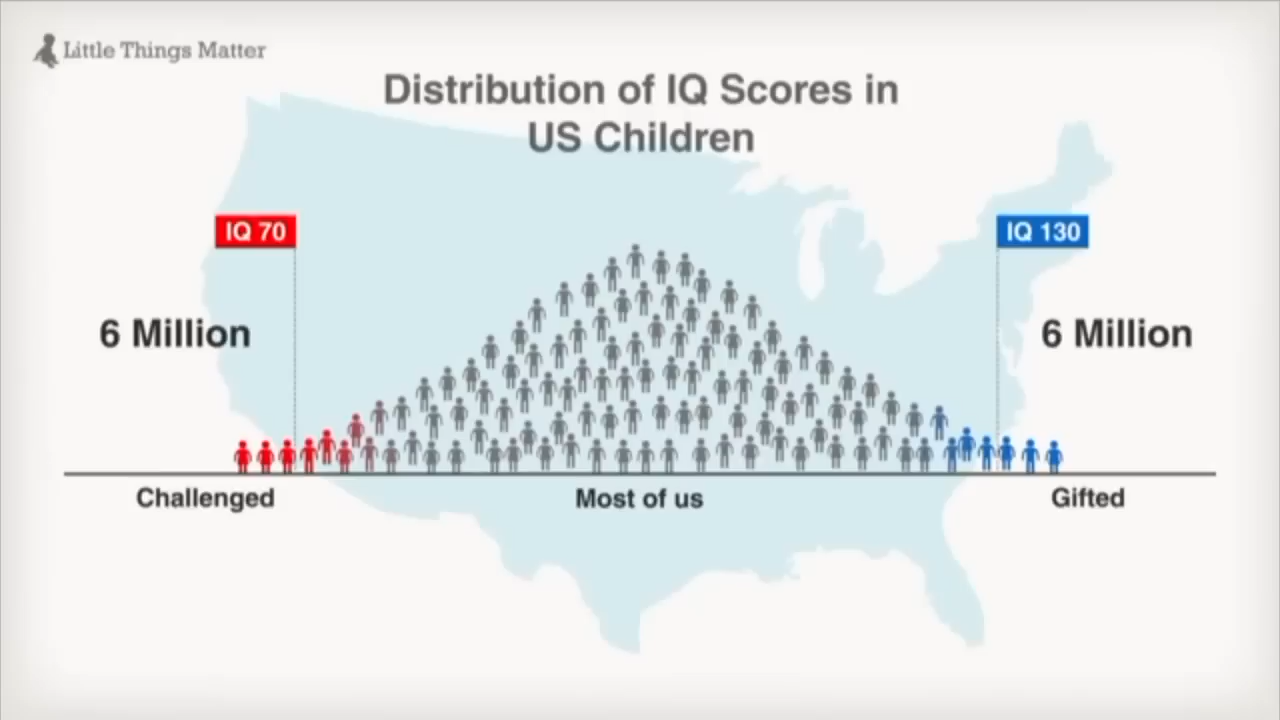 Little Things Matter
Distribution of IQ Scores in
US Children
IQ 70
IQ 130
6 Million
6 Million
Challenged
Most of us
Gifted